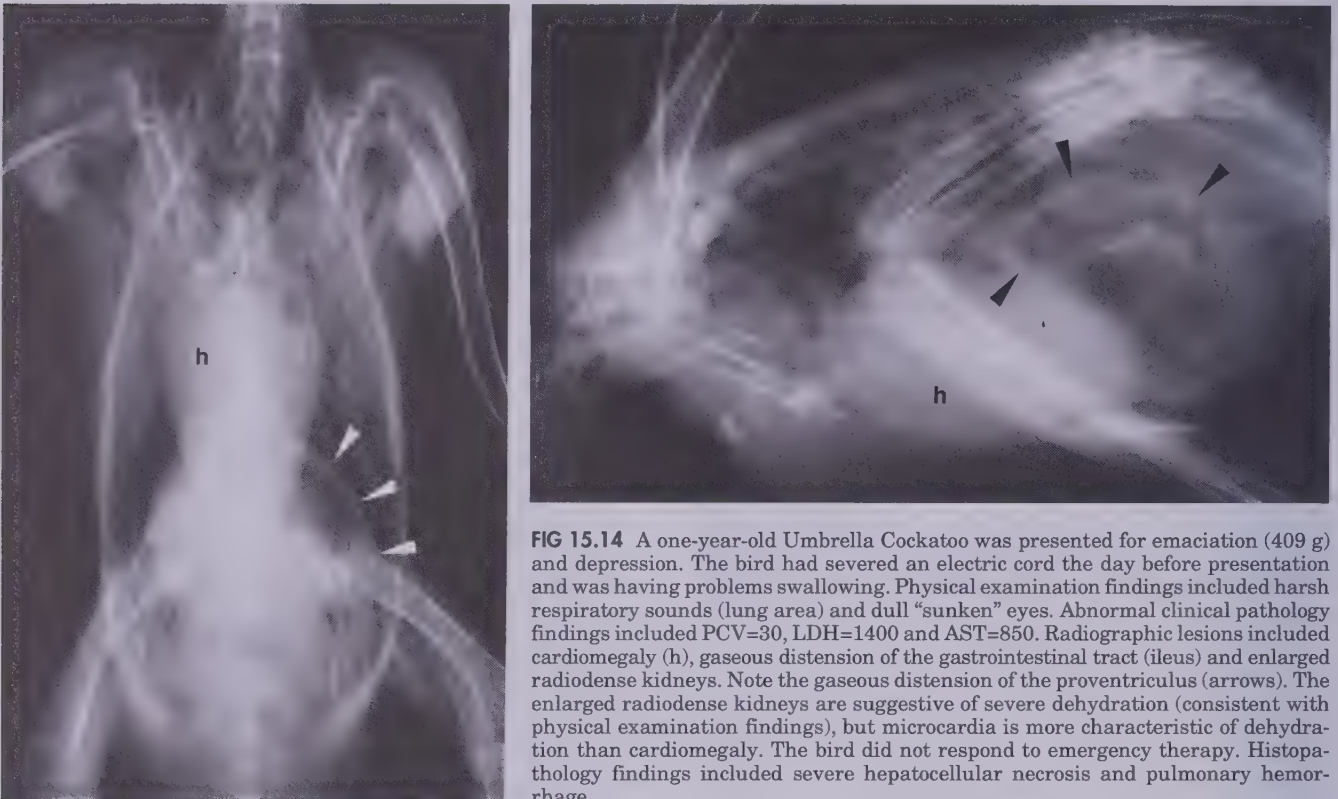 h
h
FIG 15.14 A one-year-old Umbrella Cockatoo was presented for emaciation (409 g)
and depression. The bird had severed an electric cord the day before presentation
and was having problems swallowing. Physical examination findings included harsh
respiratory sounds (lung area) and dull “sunken” eyes. Abnormal clinical pathology
findings included PCV=30, LDH=1400 and AST=850. Radiographic lesions included
cardiomegaly (h), gaseous distension of the gastrointestinal tract (ileus) and enlarged
radiodense kidneys. Note the gaseous distension of the proventriculus (arrows). The
enlarged radiodense kidneys are suggestive of severe dehydration (consistent with
physical examination findings), but microcardia is more characteristic of dehydra-
tion than cardiomegaly. The bird did not respond to emergency therapy. Histopa-
thology findings included severe hepatocellular necrosis and pulmonary hemor-
rhage.